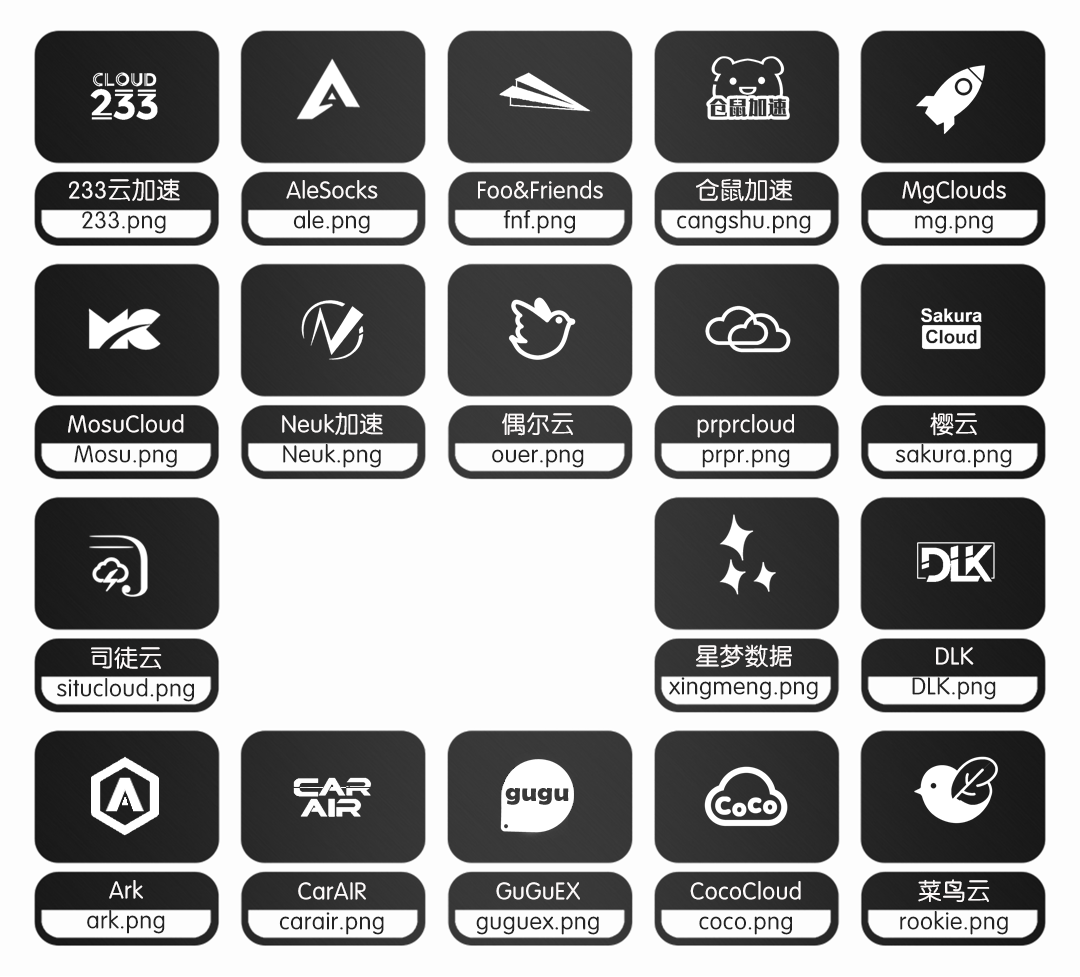 CLOUD
233
仓鼠加速
233云加速
AleSocks
Foo&Friends
仓鼠加速
MgClouds
233.png
ale.png
fnf.png
cangshu.png
mg.png
Sakura
Cloud
MosuCloud
Neuk加速
偶尔云
prprcloud
樱云
Mosu.png
Neuk.png
ouer.png
prpr.png
sakura.png
DLK
司徒云
星梦数据
DLK
situcloud.png
xingmeng.png
DLK.png
A
CAR
AIR
gugu
CoCo
Ark
CarAIR
GuGuEX
CocoCloud
菜鸟云
ark.png
carair.png
guguex.png
coco.png
rookie.png